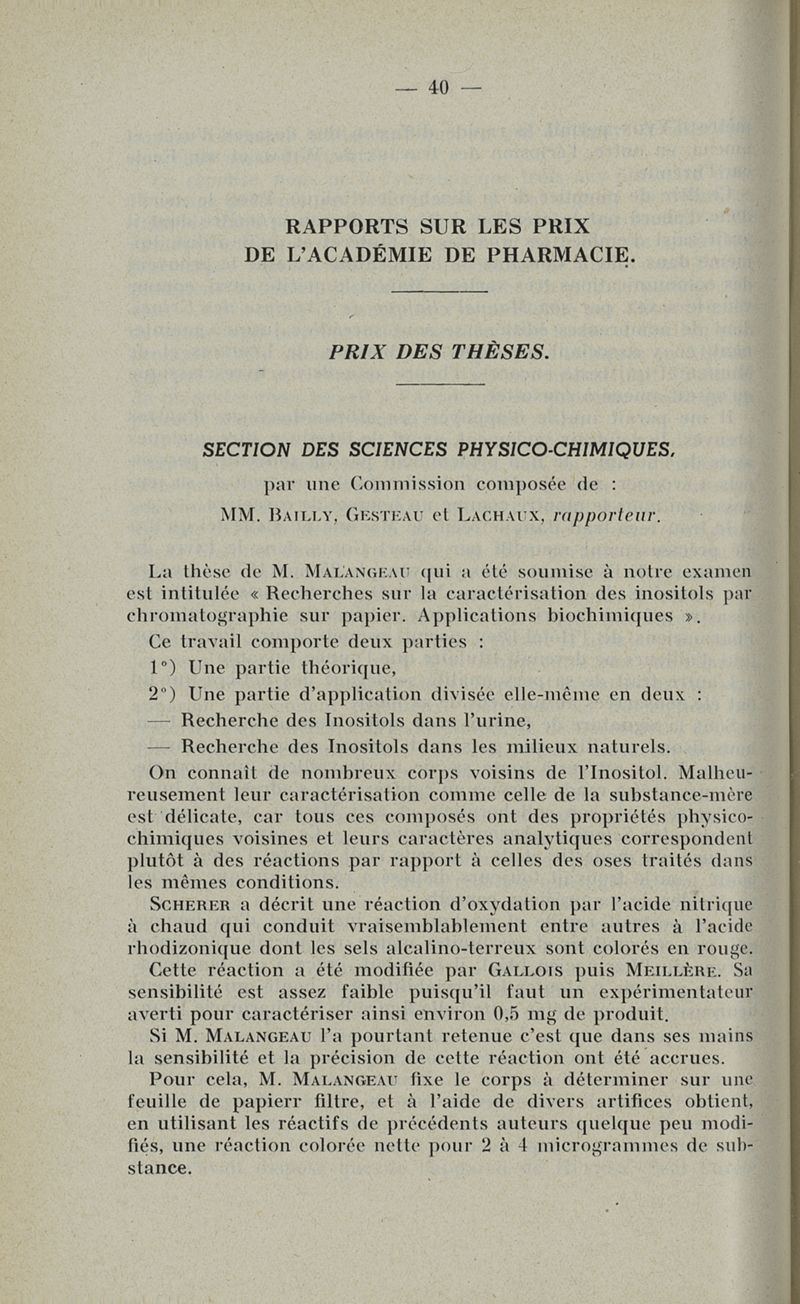 — 40 —
RAPPORTS SUR LES PRIX
DE L'ACADÉMIE DE PHARMACIE.
PRIX DES THÈSES.
SECTION DES SCIENCES PHYSICO-CHIMIQUES,
par une Commission composée de :
MM. BAILLY, GESTEAU et LACHAUX, rapporteur.
La thèse de M. MALANGEAU qui a été soumise à notre examen
est intitulée « Recherches sur la caractérisation des inositols par
chromatographie sur papier. Applications biochimiques ».
Ce travail comporte deux parties :
1°) Une partie théorique,
2°) Une partie d'application divisée elle-même en deux :
— Recherche des Inositols dans l'urine,
— Recherche des Inositols dans les milieux naturels.
On connaît de nombreux corps voisins de l'Inositol. Malheu-
reusement leur caractérisation comme celle de la substance-mère
est délicate, car tous ces composés ont des propriétés physico-
chimiques voisines et leurs caractères analytiques correspondent
plutôt à des réactions par rapport à celles des oses traités dans
les mêmes conditions.
SCHERER a décrit une réaction d'oxydation par l'acide nitrique
à chaud qui conduit vraisemblablement entre autres à l'acide
rhodizonique dont les sels alcalino-terreux sont colorés en rouge.
Cette réaction a été modifiée par GALLOIS puis MEILLÈRE. Sa
sensibilité est assez faible puisqu'il faut un expérimentateur
averti pour caractériser ainsi environ 0,5 mg de produit.
Si M. MALANGEAU l'a pourtant retenue c'est que dans ses mains
la sensibilité et la précision de cette réaction ont été accrues.
Pour cela, M. MALANGEAU fixe le corps à déterminer sur une
feuille de papierr filtre, et à l'aide de divers artifices obtient,
en utilisant les réactifs de précédents auteurs quelque peu modi-
fiés, une réaction colorée nette pour 2 à 4 microgrammes de sub-
stance.